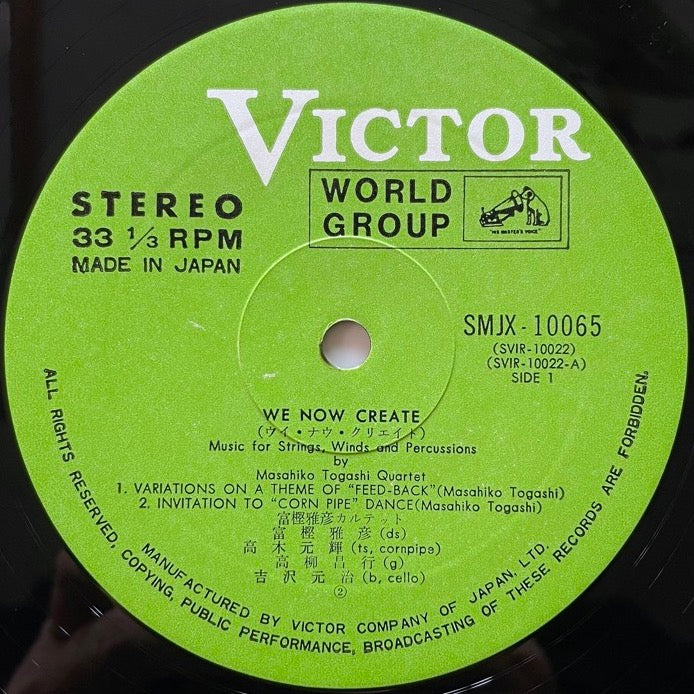 VICTOR
WORLD
GROUP
"HIS MASTER'S VOICE"
STEREO
33 1/3 RPM
MADE IN JAPAN
SMJX-10065
(SVIR-10022)
(SVIR-10022-A)
SIDE 1
WE NOW CREATE
(ウイ・ナウ・クリエイト)
Music for Strings, Winds and Percussions
by
Masahiko Togashi Quartet
1. VARIATIONS ON A THEME OF "FEED-BACK"(Masahiko Togashi)
2. INVITATION TO "CORN PIPE" DANCE(Masahiko Togashi)
富樫雅彦カルテット
富樫雅彦(ds)
高木元輝(ts, cornpipe)
高柳昌行(g)
吉沢元治(b, cello)
②
MANUFACTURED BY VICTOR COMPANY OF JAPAN, LTD.
ALL RIGHTS RESERVED, COPYING, PUBLIC PERFORMANCE, BROADCASTING OF THESE RECORDS ARE FORBIDDEN.